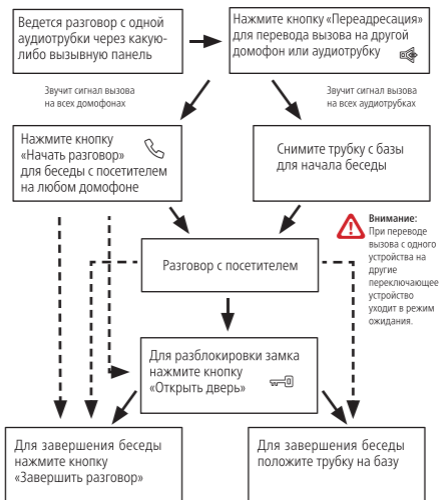 Ведется разговор с одной
аудиотрубки через какую-
либо вызывную панель
Нажмите кнопку «Переадресация»
для перевода вызова на другой
домофон или аудиотрубку
Звучит сигнал вызова
на всех домофонах
Звучит сигнал вызова
на всех аудиотрубках
Нажмите кнопку
«Начать разговор»
для беседы с посетителем
на любом домофоне
Снимите трубку с базы
для начала беседы
Внимание:
При переводе
вызова с одного
устройства на
другие
переключающее
устройство
уходит в режим
ожидания.
Разговор с посетителем
Для разблокировки замка
нажмите кнопку
«Открыть дверь»
Для завершения беседы
нажмите кнопку
«Завершить разговор»
Для завершения беседы
положите трубку на базу